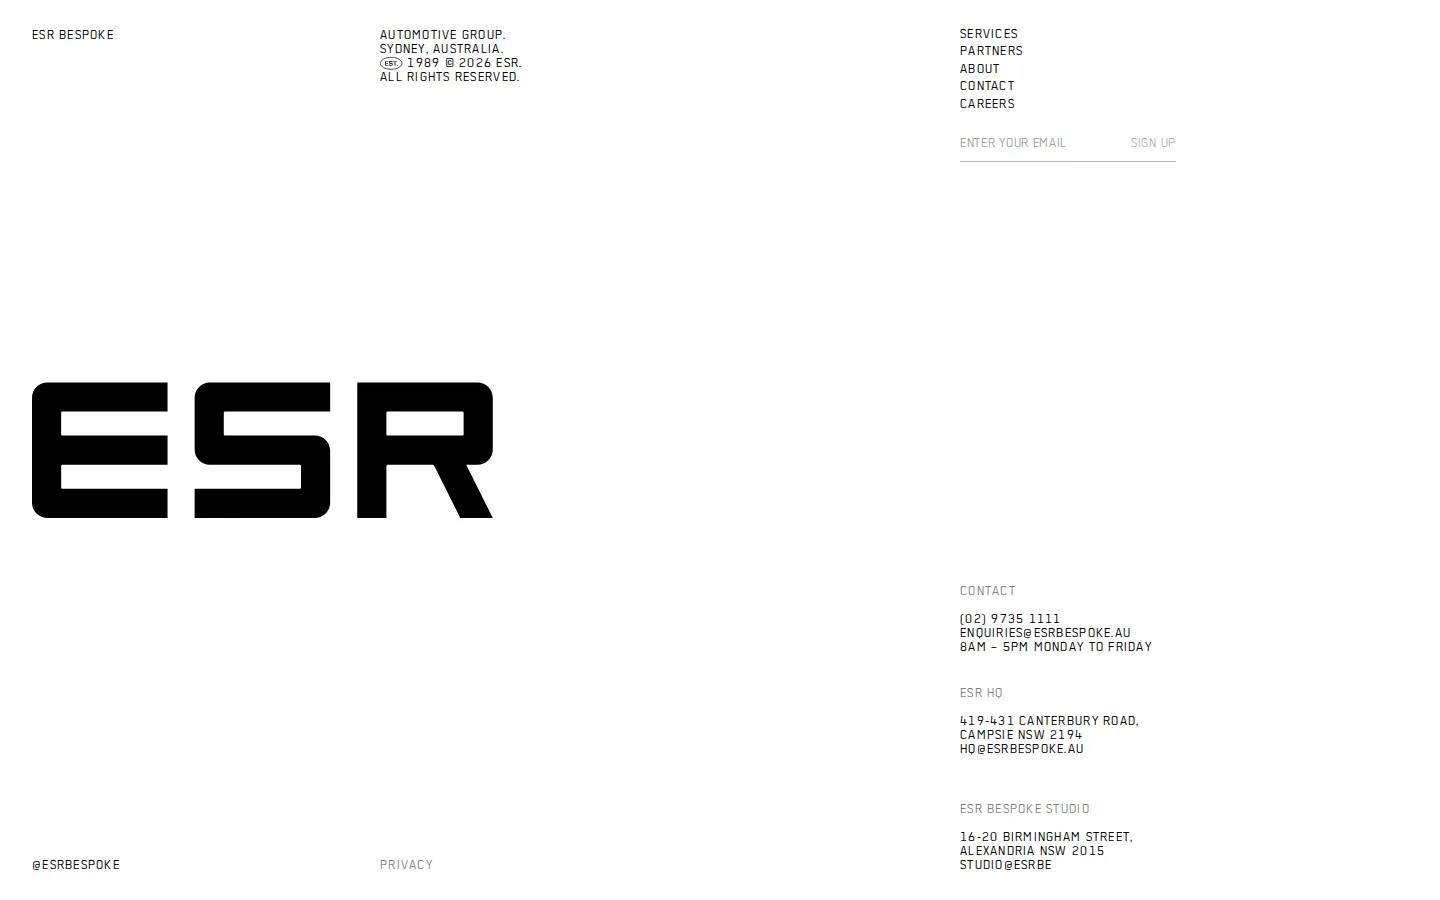 ESR BESPOKE
AUTOMOTIVE GROUP.
SYDNEY, AUSTRALIA.
EST. 1989 © 2026 ESR.
ALL RIGHTS RESERVED.
SERVICES
PARTNERS
ABOUT
CONTACT
CAREERS
ENTER YOUR EMAIL
SIGN UP
ESR
CONTACT
(02) 9735 1111
ENQUIRIES@ESRBESPOKE.AU
8AM – 5PM MONDAY TO FRIDAY
ESR HQ
419-431 CANTERBURY ROAD,
CAMPSIE NSW 2194
HQ@ESRBESPOKE.AU
ESR BESPOKE STUDIO
16-20 BIRMINGHAM STREET,
ALEXANDRIA NSW 2015
STUDIO@ESRBE
@ESRBESPOKE
PRIVACY